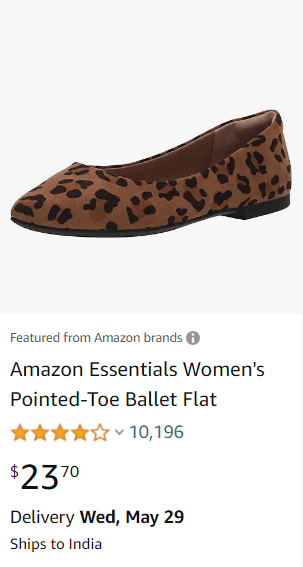 Featured from Amazon brands
Amazon Essentials Women's
Pointed-Toe Ballet Flat
10,196
$23 70
Delivery Wed, May 29
Ships to India